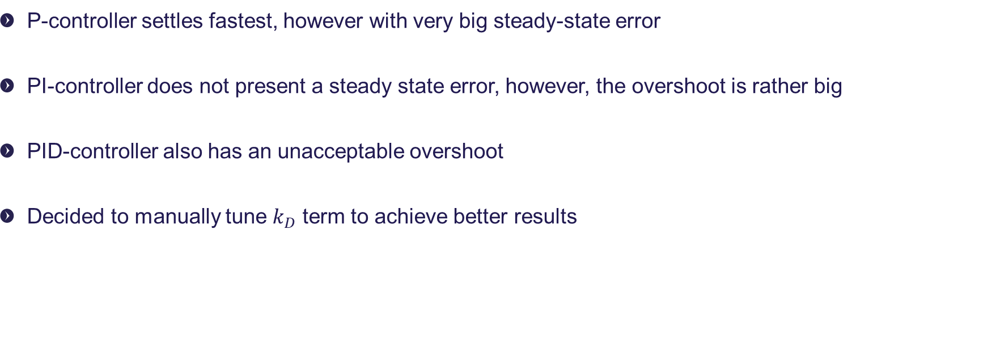 P-controller settles fastest, however with very big steady-state error
PI-controller does not present a steady state error, however, the overshoot is rather big
PID-controller also has an unacceptable overshoot
Decided to manually tune k_D term to achieve better results